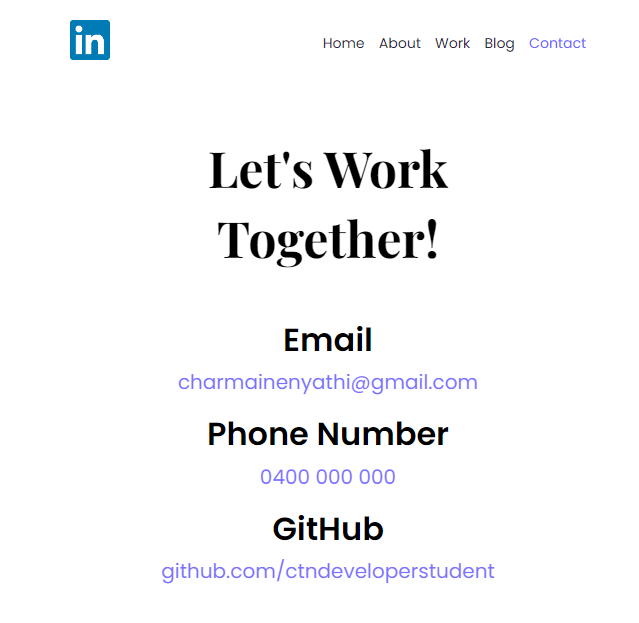 in
Home About Work Blog Contact
Let's Work
Together!
Email
charmainenyathi@gmail.com
Phone Number
0400 000 000
GitHub
github.com/ctndeveloperstudent